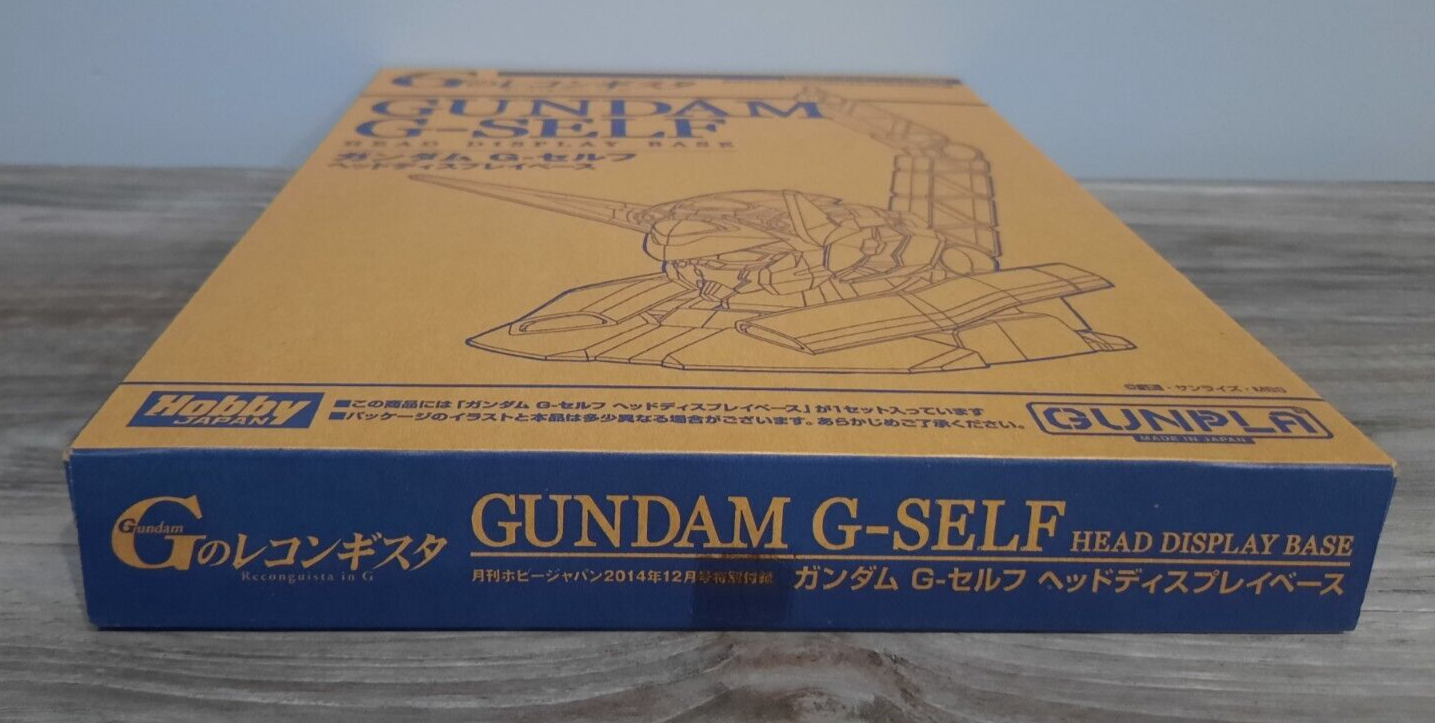 Gのレコンギスタ
GUNDAM
G-SELF
HEAD DISPLAY BASE
ガンダム G-セルフ
ヘッドディスプレイベース
©創通・サンライズ・MBS
Hobby
JAPAN
■この商品には「ガンダム G-セルフ ヘッドディスプレイベース」が1セット入っています
■パッケージのイラストと本品は多少異なる場合がございます。あらかじめご了承ください。
GUNPLA
MADE IN JAPAN
Gundam
Gのレコンギスタ
Reconguista in G
GUNDAM G-SELF HEAD DISPLAY BASE
月刊ホビージャパン2014年12月号特別付録 ガンダム G-セルフ ヘッドディスプレイベース